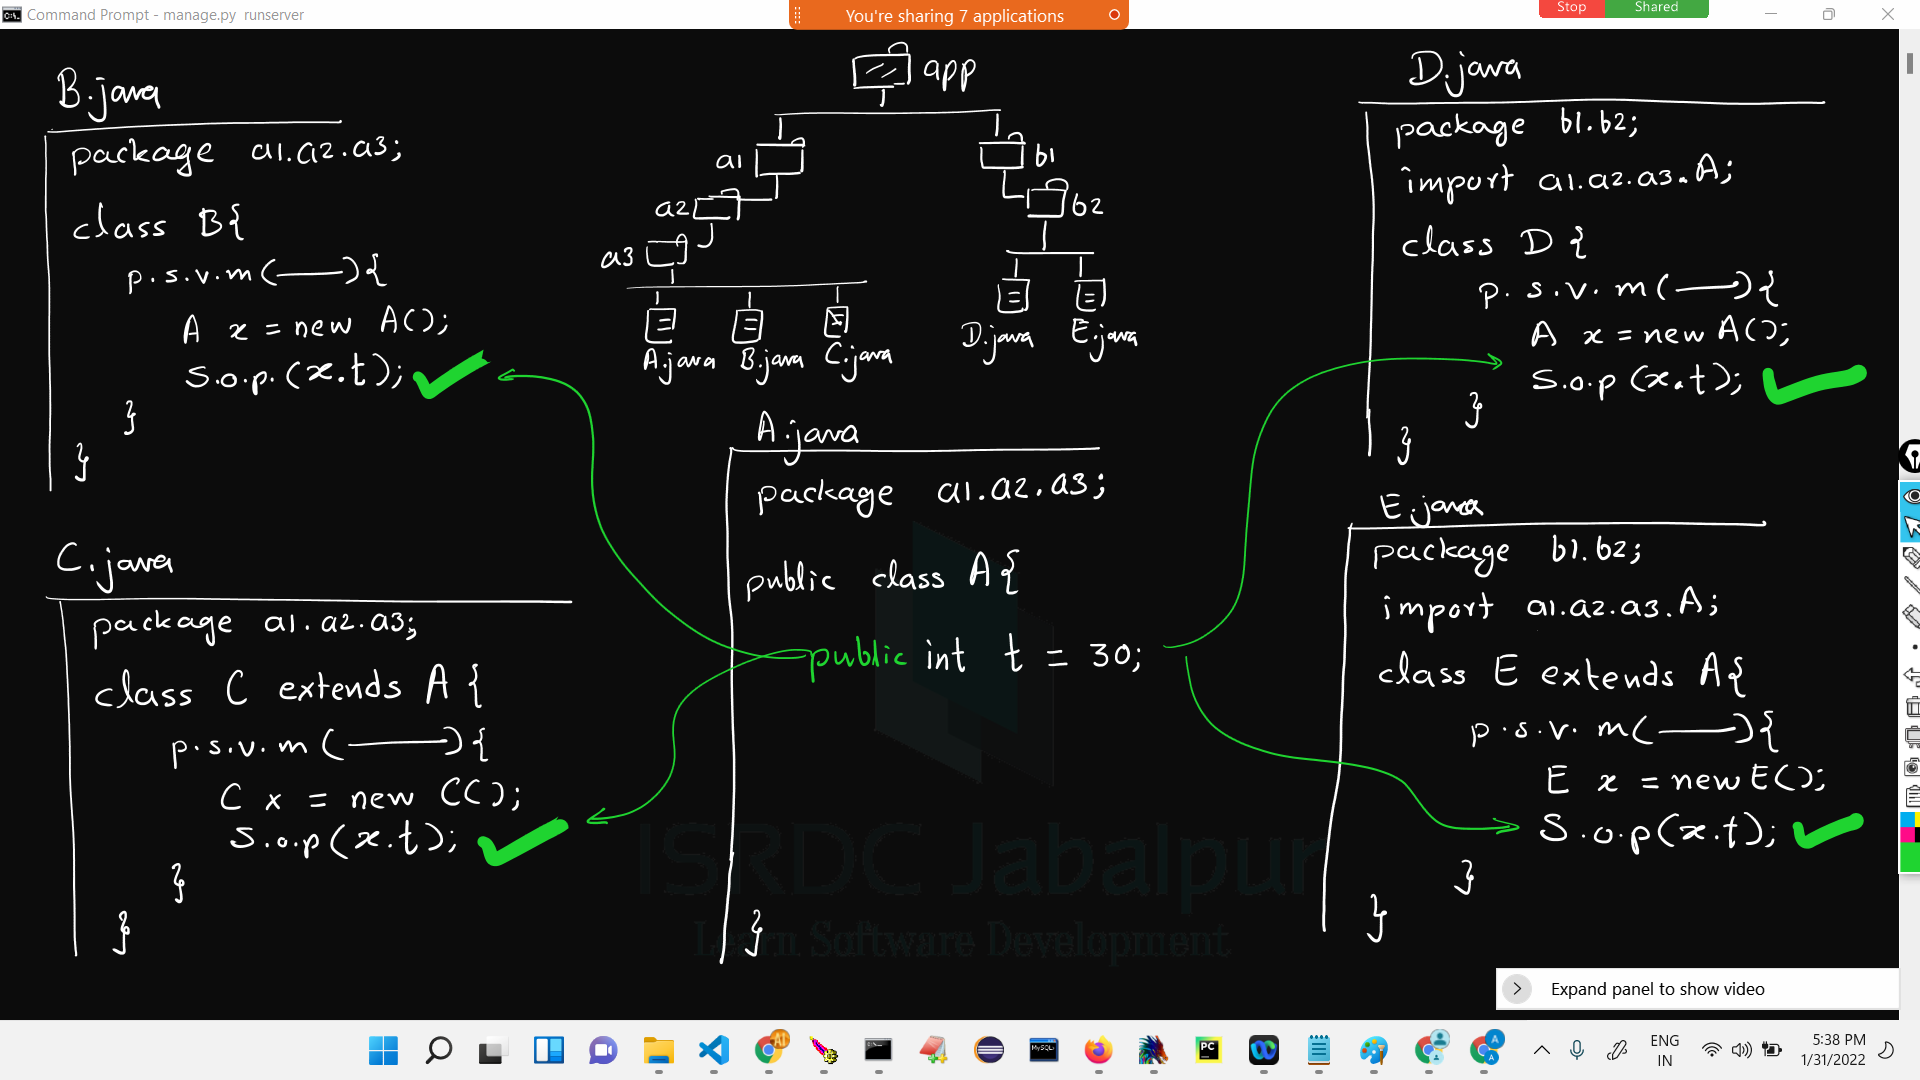 Command Prompt - manage.py runserver
You're sharing 7 applications
Stop
Shared
B.java
package a1.a2.a3;
class B{
p.s.v.m(——){
A x = new A();
S.o.p.(x.t);
}
}
C.java
package a1.a2.a3;
class C extends A {
p.s.v.m (——){
C x = new C();
S.o.p(x.t);
}
}
app
a1
b1
a2
b2
a3
A.java
B.java
C.java
D.java
E.java
A.java
package a1.a2.a3;
public class A{
public int t = 30;
}
D.java
package b1.b2;
import a1.a2.a3.A;
class D {
p.s.v.m(——){
A x = new A();
S.o.p (x.t);
}
}
E.java
package b1.b2;
import a1.a2.a3.A;
class E extends A{
p.s.v.m(——){
E x = new E();
S.o.p(x.t);
}
}
ISRDC Jabalpur
Learn Software Development
Expand panel to show video
AI
MySQL
PC
A
A
ENG
IN
5:38 PM
1/31/2022